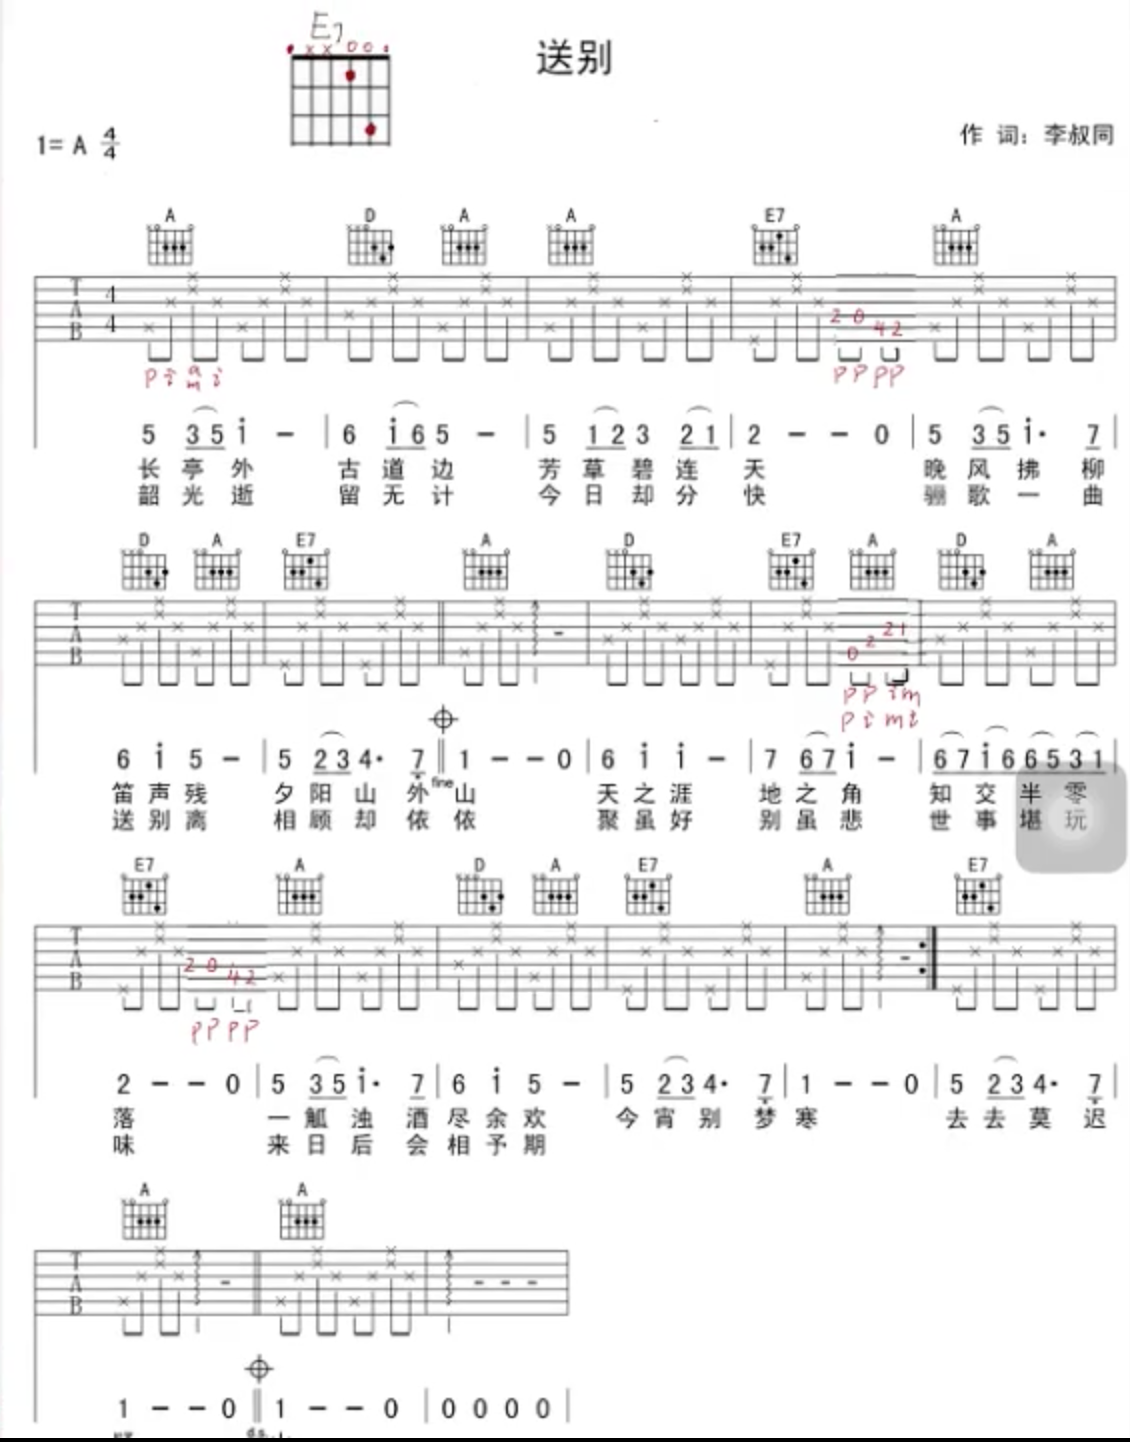 E7
送别
1= A 4/4
作 词: 李叔同
A D A A E7 A
T A B 4 4
2 0 4 2
p i a m i
p p p p
5 3 5 i - | 6 i 6 5 - | 5 1 2 3 2 1 | 2 - - 0 | 5 3 5 i· 7
长 亭 外 古 道 边 芳 草 碧 连 天 晚 风 拂 柳
韶 光 逝 留 无 计 今 日 却 分 快 骊 歌 一 曲
D A E7 A D E7 A D A
T A B
0 2 2 1
p p i m
p i m i
6 i 5 - | 5 2 3 4· 7 || 1 - - 0 | 6 i i - | 7 6 7 i - | 6 7 i 6 6 5 3 1
fine
笛 声 残 夕 阳 山 外 山 天 之 涯 地 之 角 知 交 半 零
送 别 离 相 顾 却 依 依 聚 虽 好 别 虽 悲 世 事 堪 玩
E7 A D A E7 A E7
T A B
2 0 4 2
p p p p
2 - - 0 | 5 3 5 i· 7 | 6 i 5 - | 5 2 3 4· 7 | 1 - - 0 | 5 2 3 4· 7
落 一 觚 浊 酒 尽 余 欢 今 宵 别 梦 寒 去 去 莫 迟
味 来 日 后 会 相 予 期
A A
T A B
1 - - 0 || 1 - - 0 | 0 0 0 0
d.s.